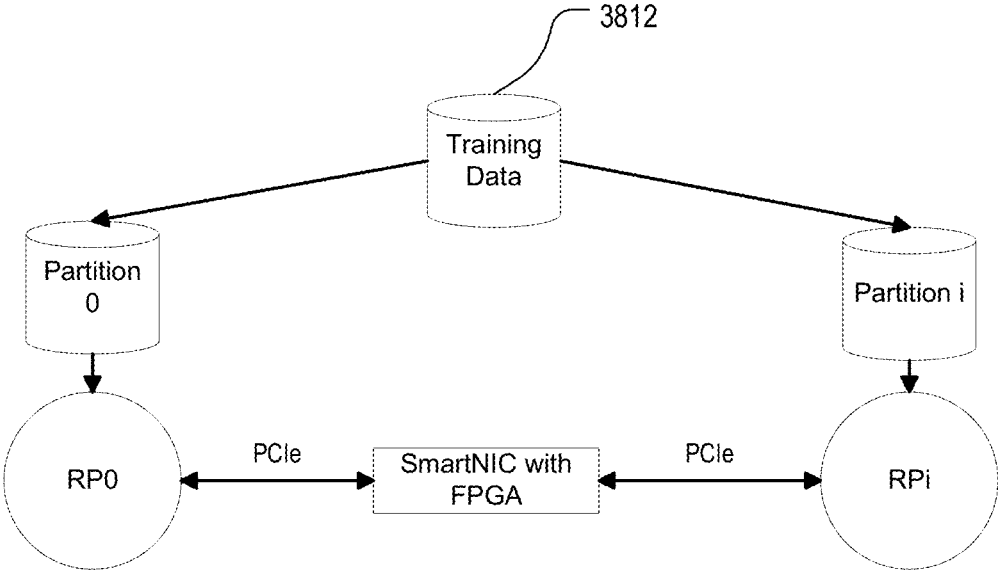 3812
Training
Data
Partition
0
Partition i
RP0
PCIe
SmartNIC with
FPGA
PCIe
RPi